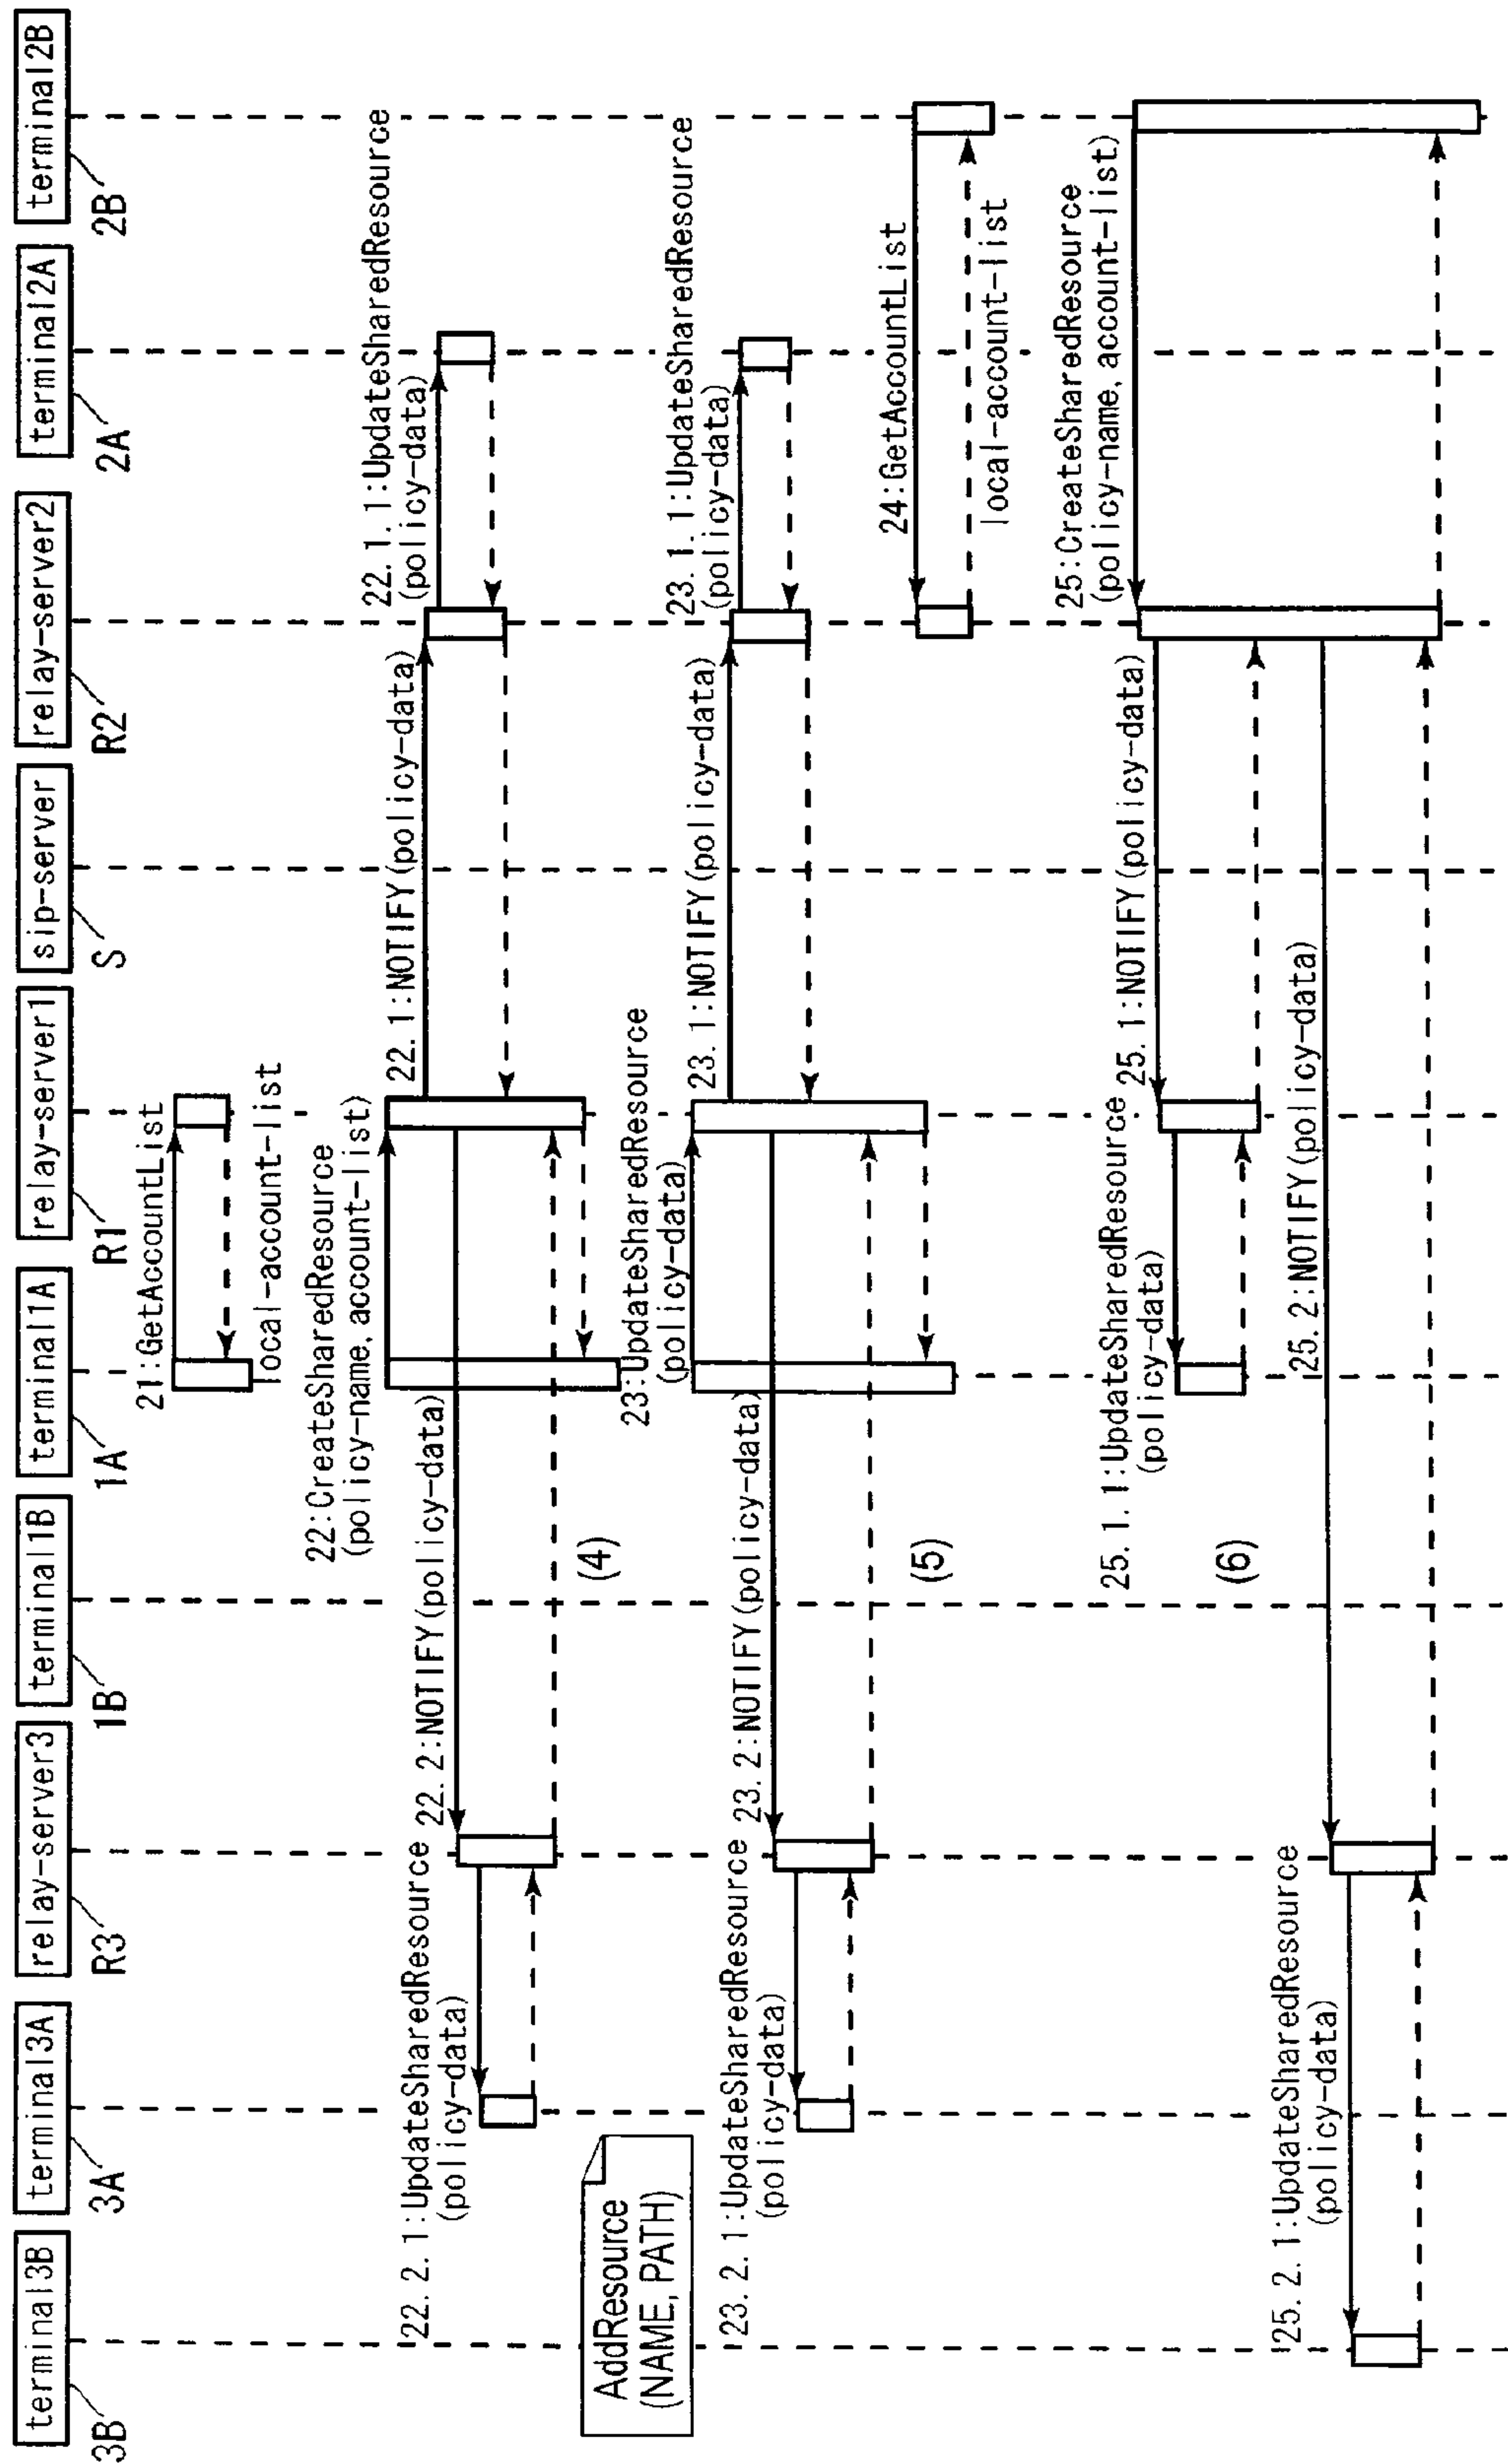 terminal3B
terminal3A
relay-server3
terminal1B
terminal1A
relay-server1
sip-server
relay-server2
terminal2A
terminal2B
3B
3A
R3
1B
1A
R1
S
R2
2A
2B
21:GetAccountList
local-account-list
22:CreateSharedResource
(policy-name, account-list)
22. 1:NOTIFY(policy-data)
22. 1. 1:UpdateSharedResource
(policy-data)
22. 2:NOTIFY(policy-data)
22. 2. 1:UpdateSharedResource
(policy-data)
(4)
AddResource
(NAME, PATH)
23:UpdateSharedResource
(policy-data)
23. 1:NOTIFY(policy-data)
23. 1. 1:UpdateSharedResource
(policy-data)
23. 2:NOTIFY(policy-data)
23. 2. 1:UpdateSharedResource
(policy-data)
(5)
24:GetAccountList
local-account-list
25:CreateSharedResource
(policy-name, account-list)
25. 1:NOTIFY(policy-data)
25. 1. 1:UpdateSharedResource
(policy-data)
(6)
25. 2:NOTIFY(policy-data)
25. 2. 1:UpdateSharedResource
(policy-data)